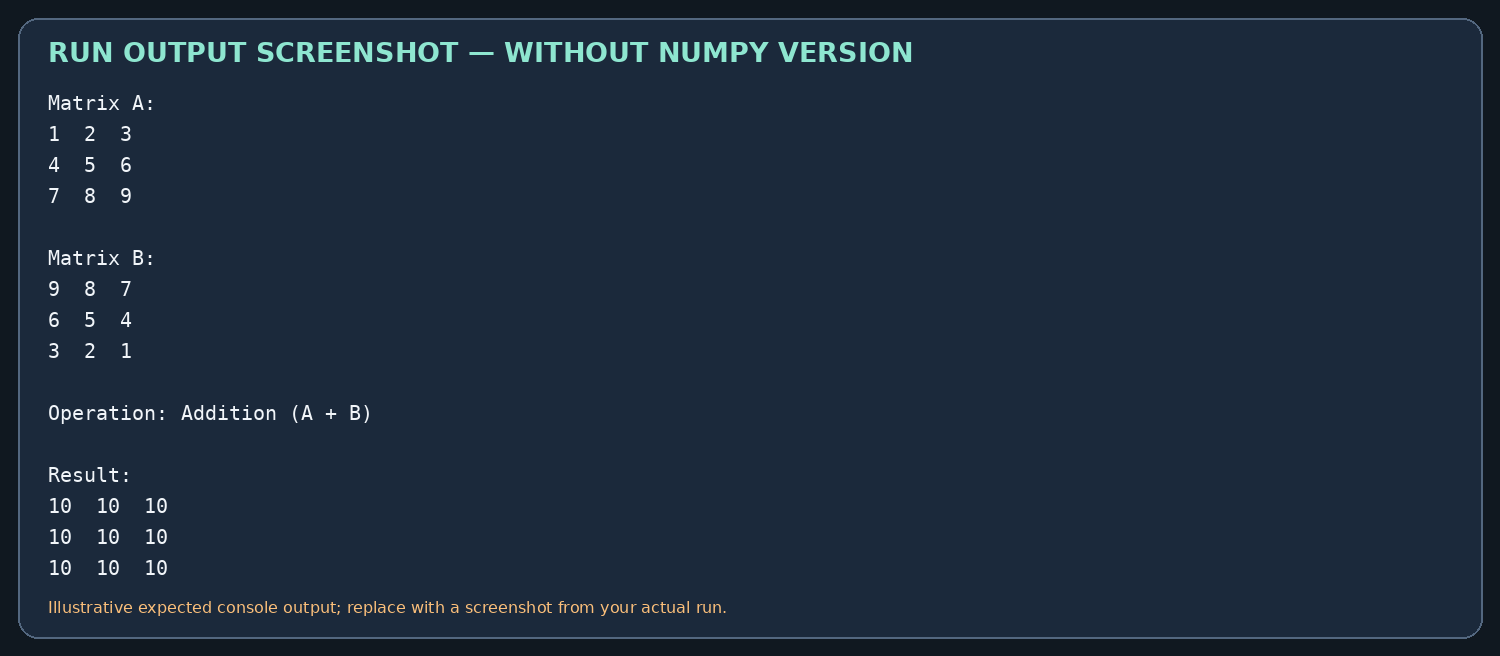 RUN OUTPUT SCREENSHOT — WITHOUT NUMPY VERSION
Matrix A:
1  2  3
4  5  6
7  8  9
Matrix B:
9  8  7
6  5  4
3  2  1
Operation: Addition (A + B)
Result:
10  10  10
10  10  10
10  10  10
Illustrative expected console output; replace with a screenshot from your actual run.